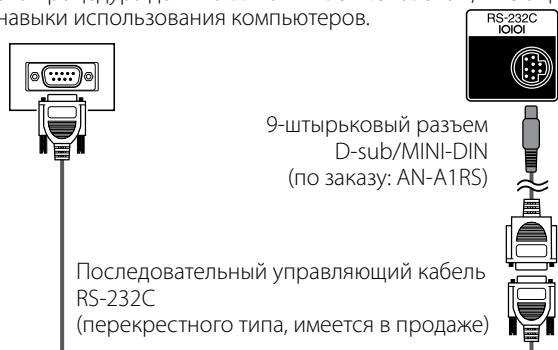 навыки использования компьютеров.
RS-232C
IOIOI
9-штырьковый разъем
D-sub/MINI-DIN
(по заказу: AN-A1RS)
Последовательный управляющий кабель
RS-232C
(перекрестного типа, имеется в продаже)